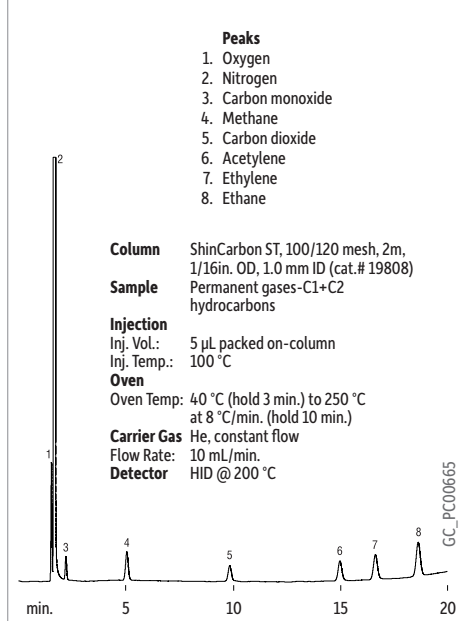 Peaks
1. Oxygen
2. Nitrogen
3. Carbon monoxide
4. Methane
5. Carbon dioxide
6. Acetylene
7. Ethylene
8. Ethane
Column ShinCarbon ST, 100/120 mesh, 2m,
1/16in. OD, 1.0 mm ID (cat.# 19808)
Sample Permanent gases-C1+C2
hydrocarbons
Injection
Inj. Vol.: 5 µL packed on-column
Inj. Temp.: 100 °C
Oven
Oven Temp: 40 °C (hold 3 min.) to 250 °C
at 8 °C/min. (hold 10 min.)
Carrier Gas He, constant flow
Flow Rate: 10 mL/min.
Detector HID @ 200 °C
GC_PC00665
2
1
3
4
5
6
7
8
min. 5 10 15 20